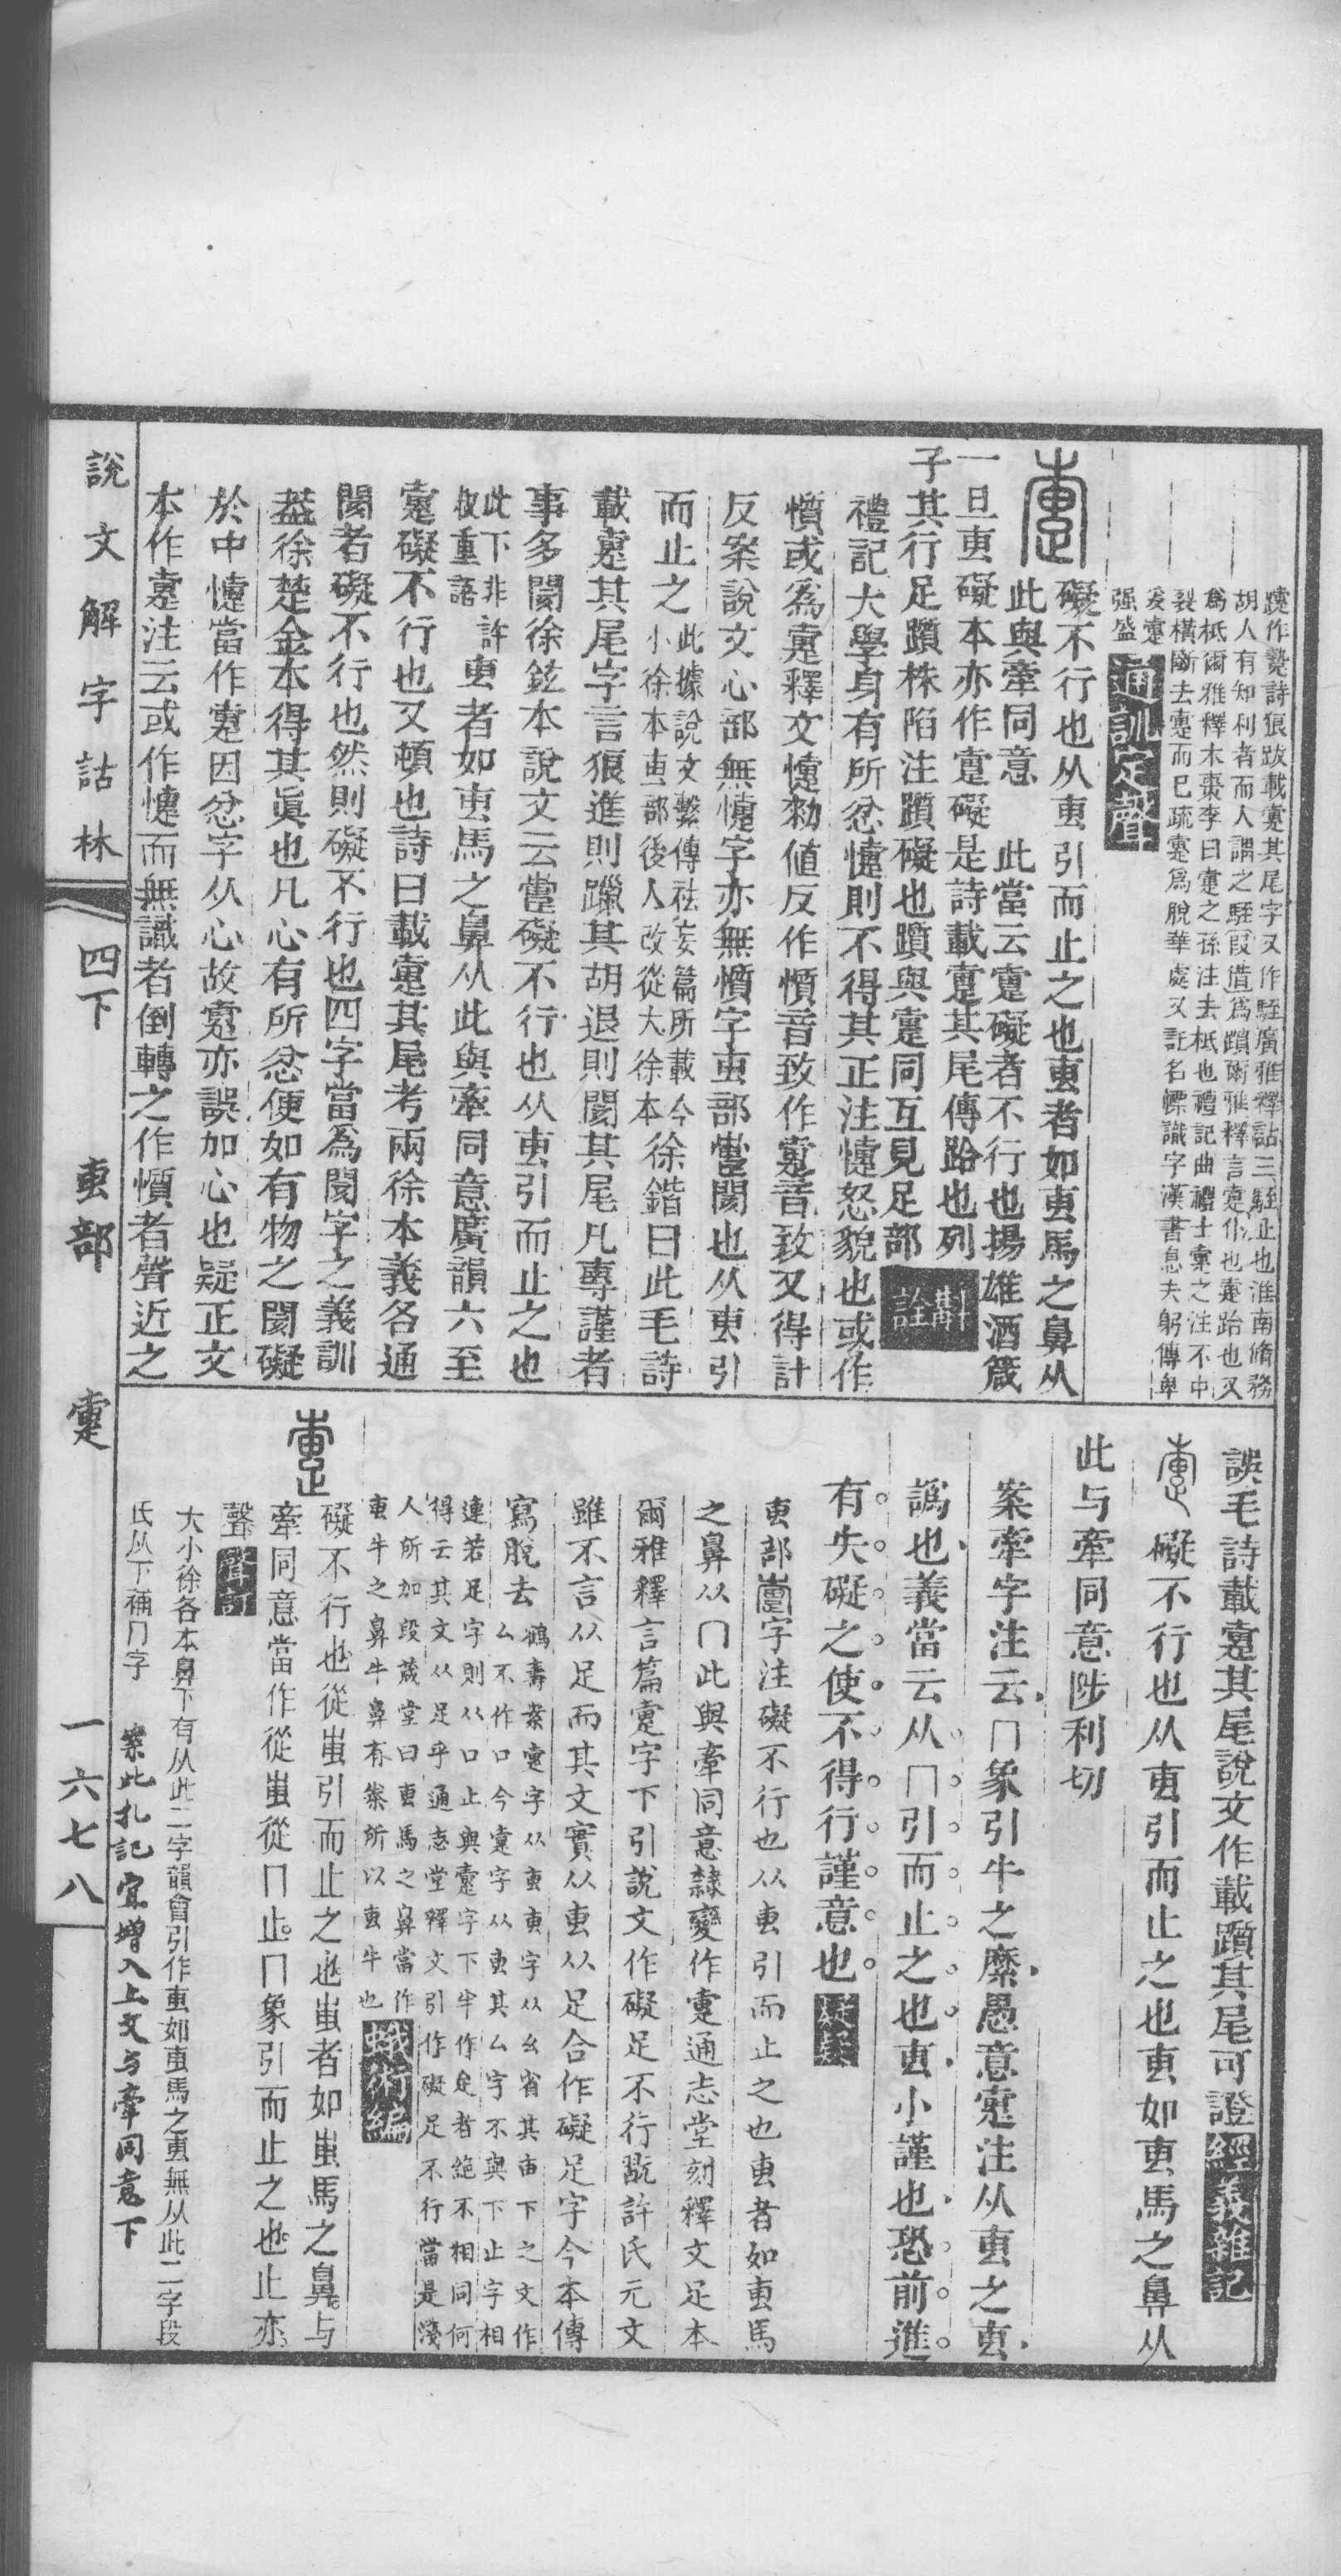 躓作㚄詩狼跋載疐其尾字又作駤廣雅釋詁三駤止也淮南脩務
胡人有知利者而人謂之駤叚借爲躓爾雅釋言疐仆也疐跲也又
爲柢爾雅釋木棗李曰疐之孫注去柢也禮記曲禮士疐之注不中
裂橫斷去疐而已疏疐爲脫華處又託名幖識字漢書息夫躬傳卑
爰疐
强盛通訓定聲
疐 礙不行也从叀引而止之也叀者如叀馬之鼻从
此與牽同意 此當云疐礙者不行也揚雄酒箴
一旦叀礙本亦作疐礙是詩載疐其尾傳跲也列
子其行足躓株陷注躓礙也躓與疐同互見足部斠詮
禮記大學身有所忿懥則不得其正注懥怒貌也或作
懫或爲疐釋文懥勑値反作懫音致作疐音致又得計
反案說文心部無懥字亦無懫字叀部疐閡也从叀引
而止之此據說文繫傳祛妄篇所載今
小徐本叀部後人改從大徐本徐鍇曰此毛詩
載疐其尾字言狼進則躐其胡退則閡其尾凡專謹者
事多閡徐鉉本說文云疐礙不行也从叀引而止之也
此下非許
故重語叀者如叀馬之鼻从此與牽同意廣韻六至
疐礙不行也又頓也詩曰載疐其尾考兩徐本義各通
閡者礙不行也然則礙不行也四字當爲閡字之義訓
葢徐楚金本得其眞也凡心有所忿便如有物之閡礙
於中懥當作疐因忿字从心故疐亦誤加心也疑正文
本作疐注云或作懥而無識者倒轉之作懫者聲近之
誤毛詩載疐其尾說文作載躓其尾可證經義雜記
疐 礙不行也从叀引而止之也叀如叀馬之鼻从
此与牽同意陟利切
案牽字注云冂象引牛之縻愚意疐注从叀之叀
譌也義當云从冂引而止之也叀小謹也恐前進
有失礙之使不得行謹意也疑疑
叀部疐字注礙不行也从叀引而止之也叀者如叀馬
之鼻从冂此與牽同意隸變作疐通志堂刻釋文足本
爾雅釋言篇疐字下引說文作礙足不行旣許氏元文
雖不言从足而其文實从叀从足合作礙足字今本傳
寫脫去鶴壽案疐字从叀叀字从幺省其由下之文作
厶不作口今疐字从叀其厶字不與下止字相
連若足字則从口止與疐字下半作疋者絶不相同何
得云其文从足乎通志堂釋文引作礙足不行當是淺
人所加段茂堂曰叀馬之鼻當作
叀牛之鼻牛鼻有桊所以叀牛也蛾術編
疐 礙不行也從叀引而止之也叀者如叀馬之鼻与
牽同意當作從叀從冂止冂象引而止之也止亦
聲聲訂
大小徐各本鼻下有从此二字韻會引作叀如叀馬之叀無从此二字段
氏从下補冂字 案此札記宜增入上文与牽同意下
說文解字詁林 四下 叀部 疐 一六七八